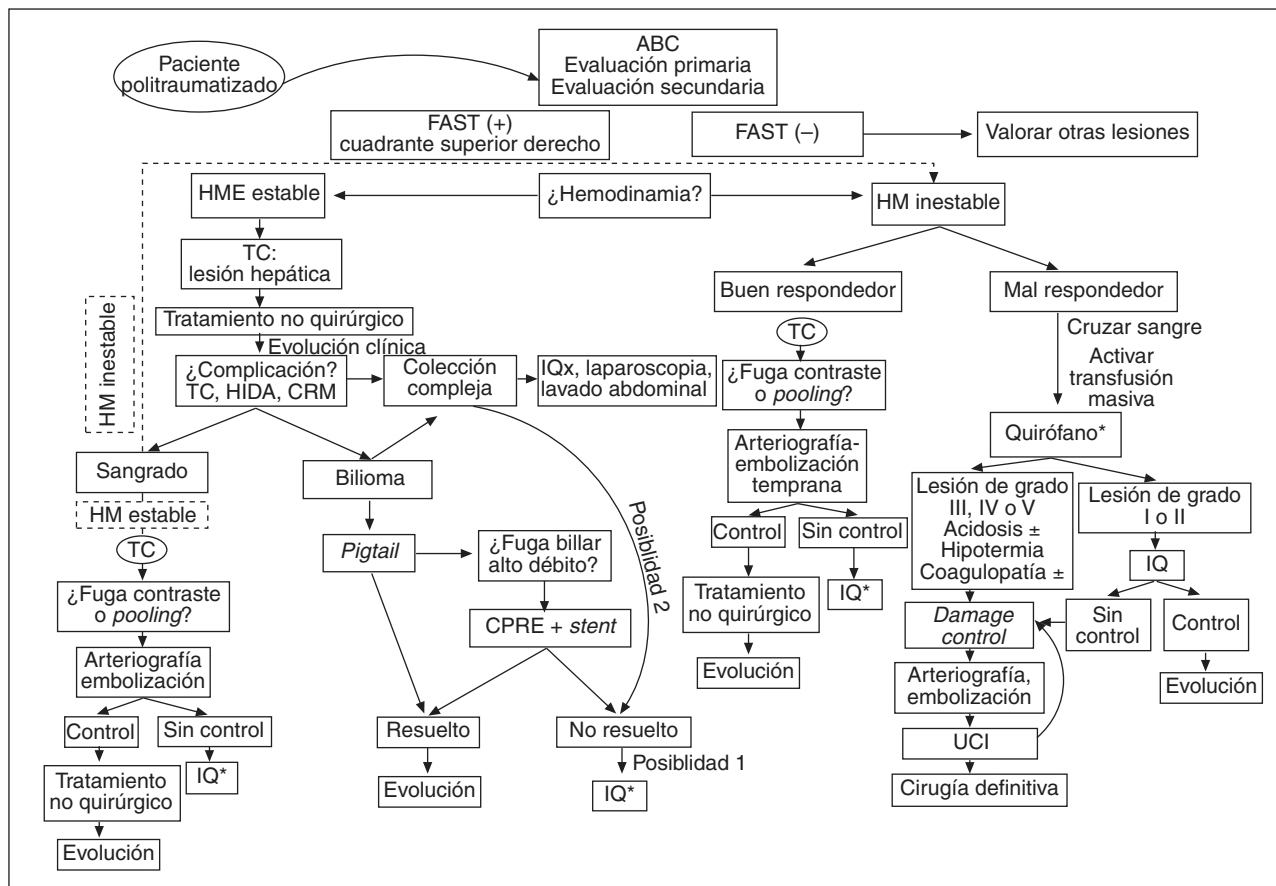 Paciente
politraumatizado
ABC
Evaluación primaria
Evaluación secundaria
FAST (+)
cuadrante superior derecho
FAST (–)
Valorar otras lesiones
HME estable
¿Hemodinamia?
HM inestable
TC:
lesión hepática
Buen respondedor
Mal respondedor
Tratamiento no quirúrgico
Cruzar sangre
Activar
transfusión
masiva
HM inestable
Evolución clínica
¿Complicación?
TC, HIDA, CRM
Colección
compleja
IQx, laparoscopia,
lavado abdominal
TC
¿Fuga contraste
o pooling?
Quirófano*
Sangrado
Bilioma
Arteriografía-
embolización
temprana
Lesión de grado
III, IV o V
Acidosis ±
Hipotermia
Coagulopatía ±
Lesión de grado
I o II
HM estable
TC
Pigtail
¿Fuga billar
alto débito?
Posiblidad 2
Control
Sin control
IQ
¿Fuga contraste
o pooling?
CPRE + stent
Tratamiento
no quirúrgico
IQ*
Damage
control
Sin
control
Control
Arteriografía
embolización
Evolución
Arteriografía,
embolización
Evolución
Control
Sin control
Resuelto
No resuelto
UCI
Tratamiento
no quirúrgico
IQ*
Evolución
Posiblidad 1
IQ*
Cirugía definitiva
Evolución